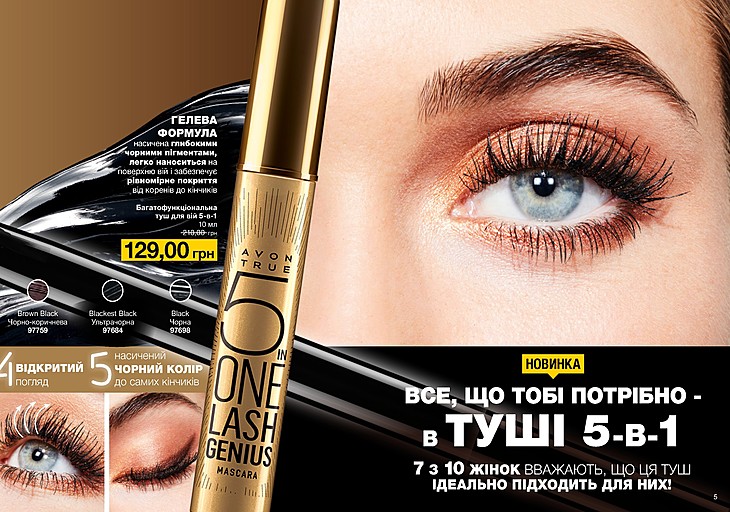 ГЕЛЕВА
ФОРМУЛА
насичена глибокими
чорними пігментами,
легко наноситься на
поверхню вій і забезпечує
рівномірне покриття
від коренів до кінчиків
Багатофункціональна
туш для вій 5-в-1
10 мл
210,00 грн
129,00 грн
Brown Black
Чорно-коричнева
97759
Blackest Black
Ультрачорна
97684
Black
Чорна
97698
4 ВІДКРИТИЙ
погляд
5 насичений
ЧОРНИЙ КОЛІР
до самих кінчиків
AVON
TRUE
5
IN
ONE
LASH
GENIUS
MASCARA
НОВИНКА
ВСЕ, ЩО ТОБІ ПОТРІБНО -
в ТУШІ 5-в-1
7 з 10 ЖІНОК ВВАЖАЮТЬ, ЩО ЦЯ ТУШ
ІДЕАЛЬНО ПІДХОДИТЬ ДЛЯ НИХ!
5